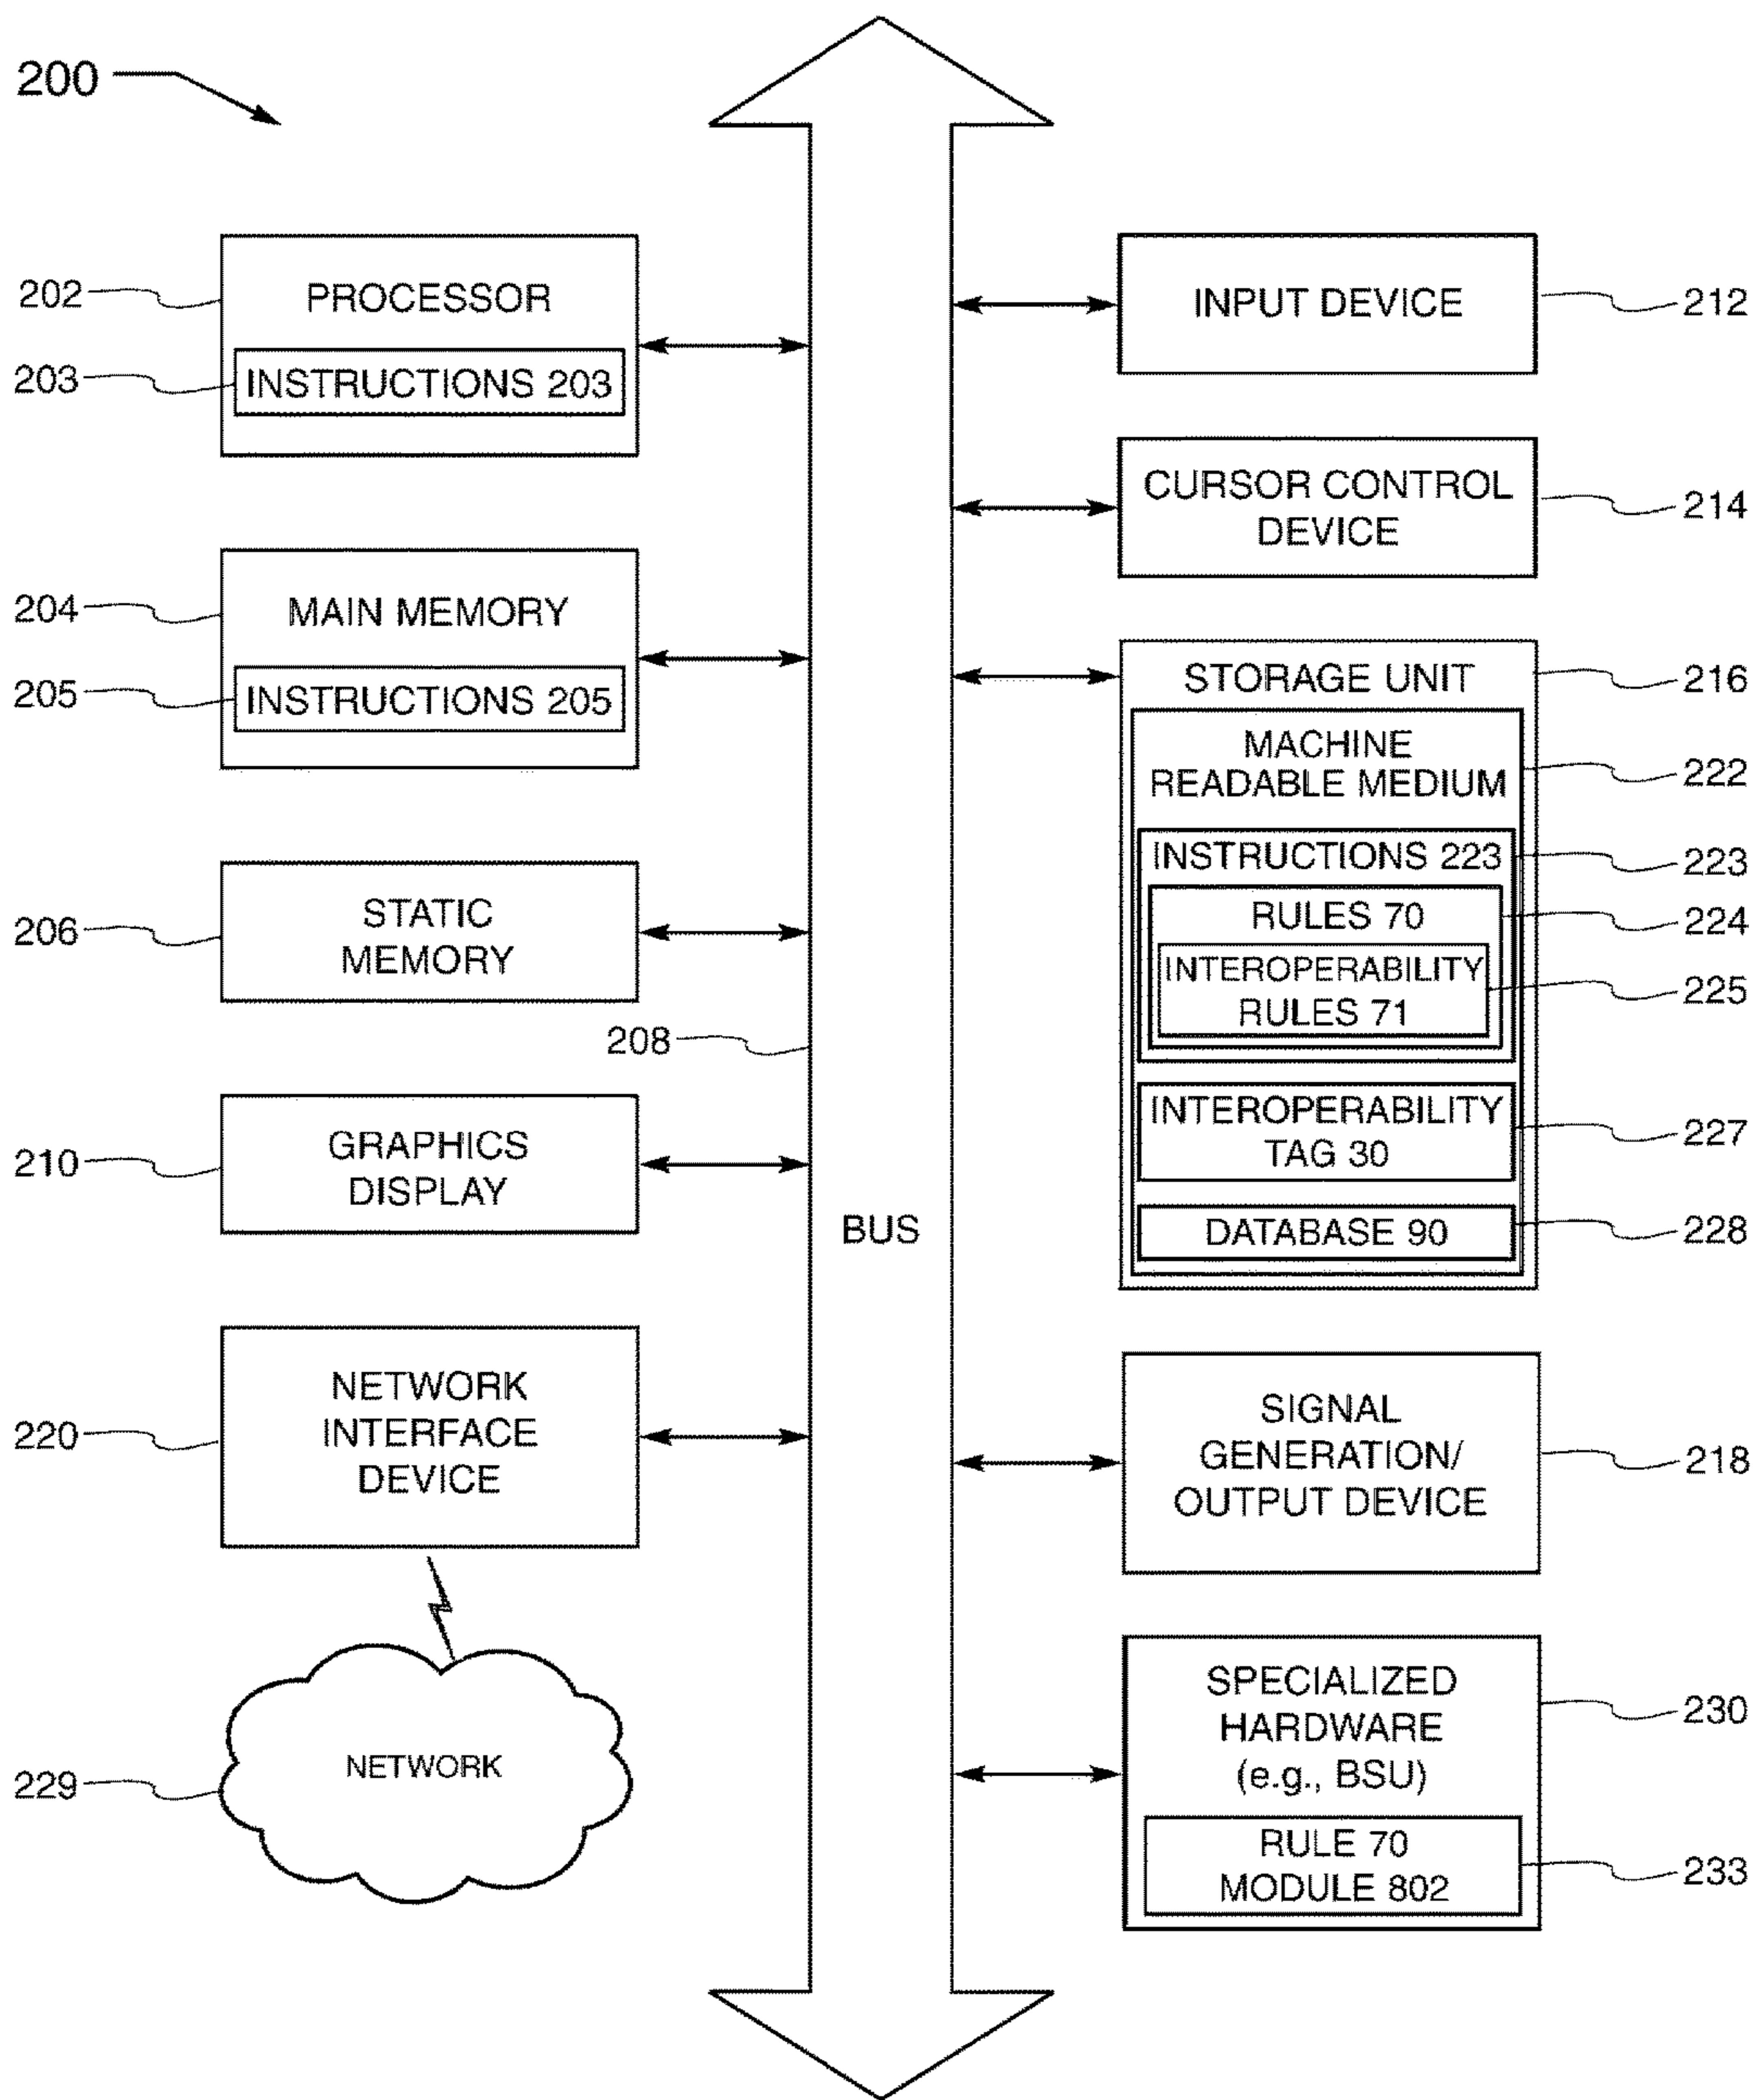 200
202
PROCESSOR
203
INSTRUCTIONS 203
204
MAIN MEMORY
205
INSTRUCTIONS 205
206
STATIC
MEMORY
208
210
GRAPHICS
DISPLAY
220
NETWORK
INTERFACE
DEVICE
229
NETWORK
BUS
INPUT DEVICE
212
CURSOR CONTROL
DEVICE
214
STORAGE UNIT
216
MACHINE
READABLE MEDIUM
222
INSTRUCTIONS 223
223
RULES 70
224
INTEROPERABILITY
RULES 71
225
INTEROPERABILITY
TAG 30
227
DATABASE 90
228
SIGNAL
GENERATION/
OUTPUT DEVICE
218
SPECIALIZED
HARDWARE
(e.g., BSU)
230
RULE 70
MODULE 802
233